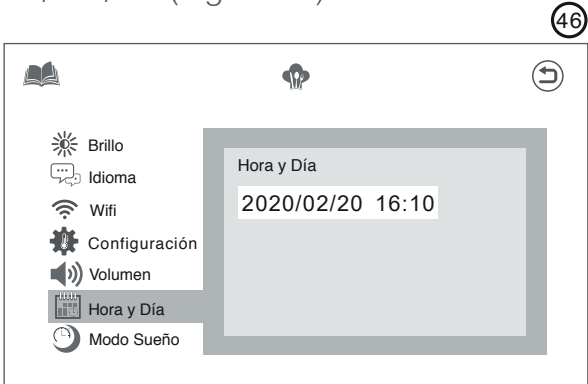 46
Brillo
Idioma
Wifi
Configuración
Volumen
Hora y Día
Modo Sueño
Hora y Día
2020/02/20 16:10